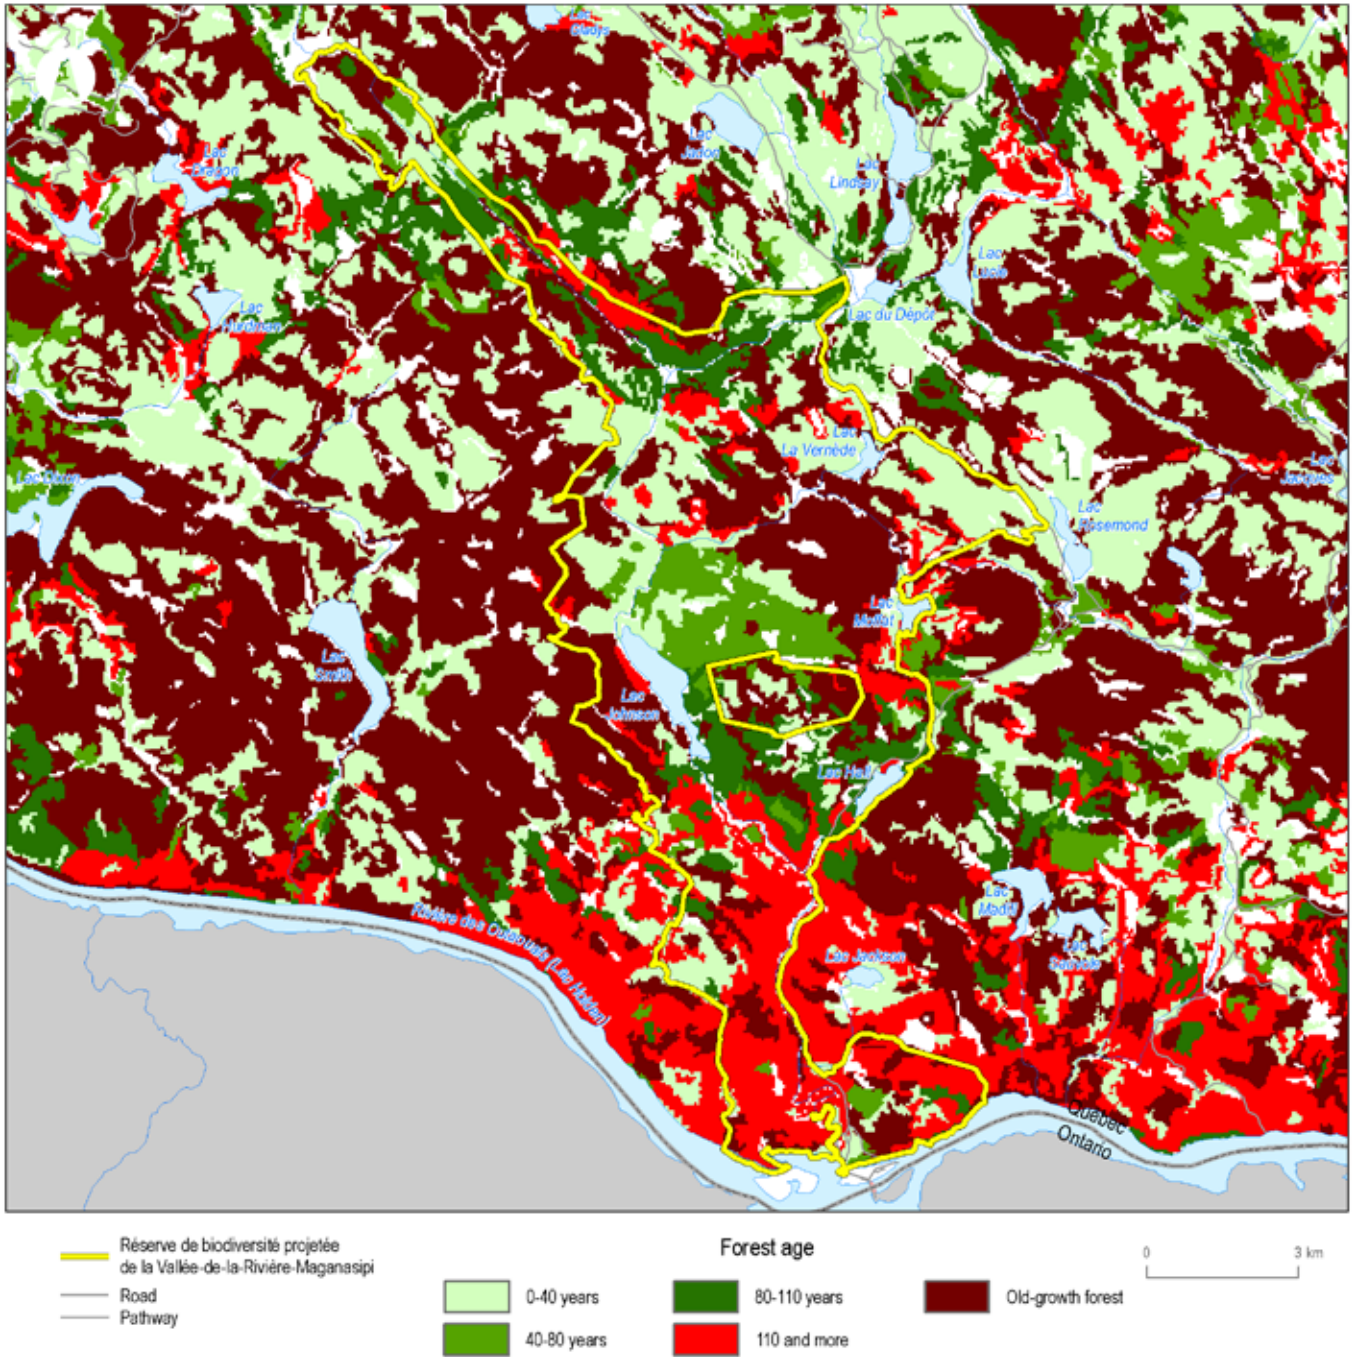 Lac
Gladys
Lac
Dragon
Lac
Jadon
Lac
Lindsay
Lac
Lucie
Lac
Hurdman
Lac du Dépôt
Lac
La Vernède
Lac
Jacques
Lac
Lac
Rosemond
Lac
Moffat
Lac
Smith
Lac
Johnson
Lac Hall
Lac
Lac
Rivière des Outaouais (Lac Holden)
Lac Jackson
Québec
Ontario
Réserve de biodiversité projetée
de la Vallée-de-la-Rivière-Maganasipi
Road
Pathway
Forest age
0-40 years
40-80 years
80-110 years
110 and more
Old-growth forest
0 3 km